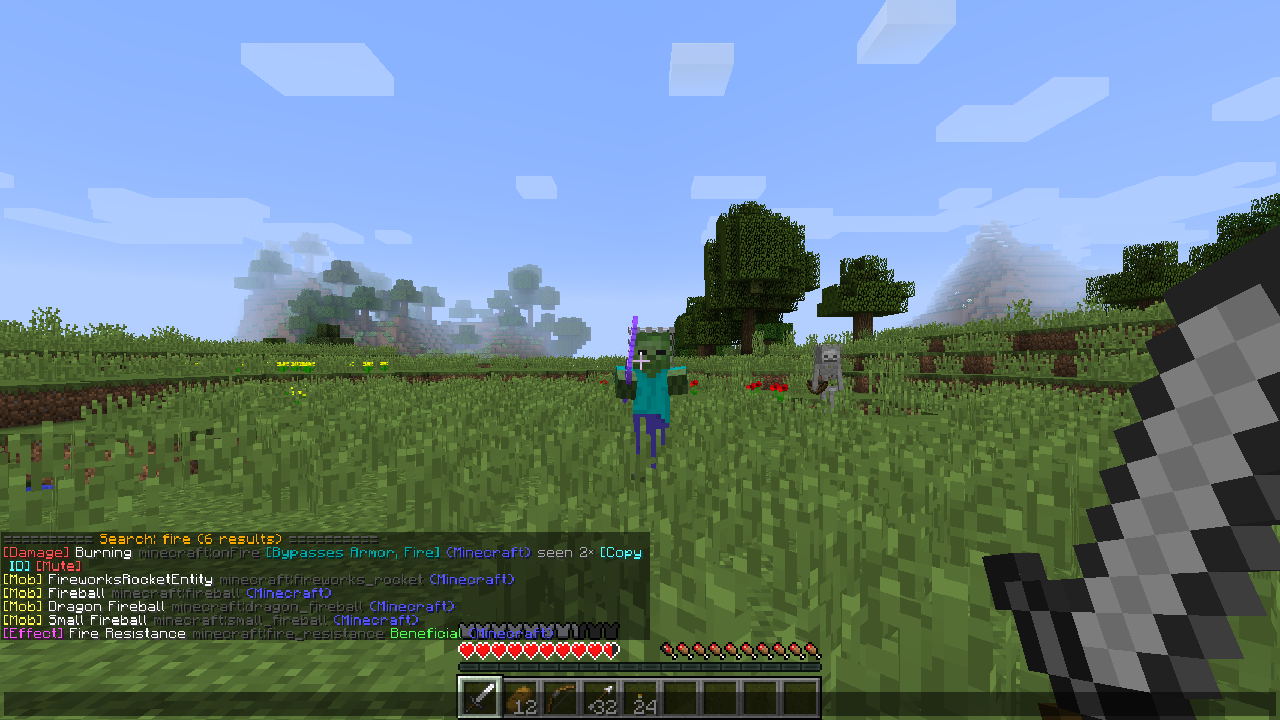 ========== Search: fire (6 results) ==========
[Damage] Burning minecraft:onFire [Bypasses Armor, Fire] (Minecraft) seen 2× [Copy
ID] [Mute]
[Mob] FireworksRocketEntity minecraft:fireworks_rocket (Minecraft)
[Mob] Fireball minecraft:fireball (Minecraft)
[Mob] Dragon Fireball minecraft:dragon_fireball (Minecraft)
[Mob] Small Fireball minecraft:small_fireball (Minecraft)
[Effect] Fire Resistance minecraft:fire_resistance Beneficial (Minecraft)
12 32 24